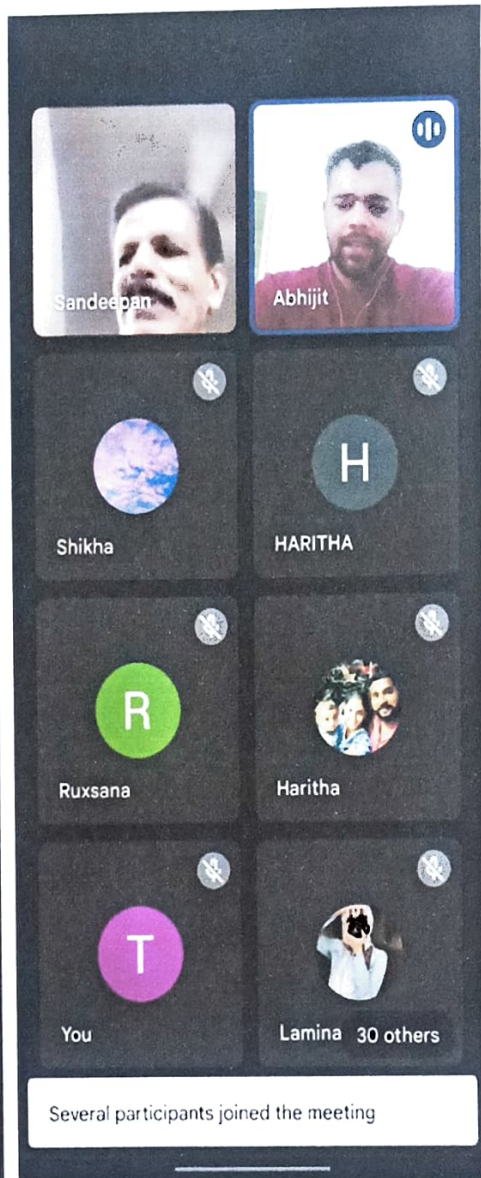 Sandeepan
Abhijit
Shikha
H
HARITHA
R
Ruxsana
Haritha
T
You
Lamina 30 others
Several participants joined the meeting